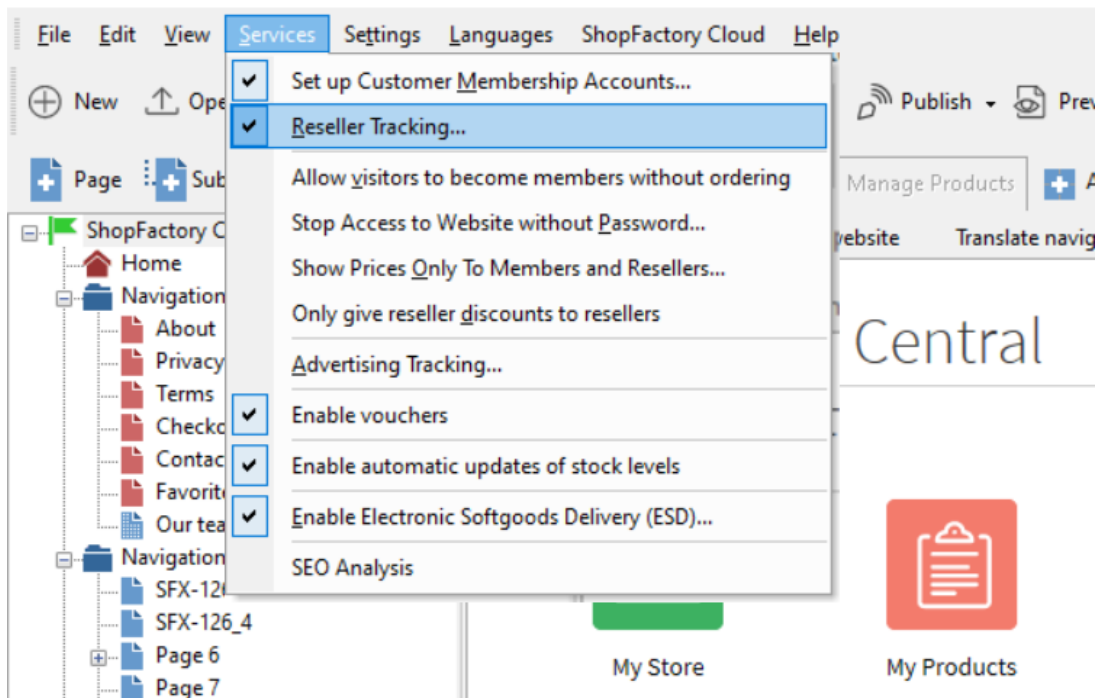 File Edit View Services Settings Languages ShopFactory Cloud Help
New
Publish
Set up Customer Membership Accounts...
Reseller Tracking...
Allow visitors to become members without ordering
Stop Access to Website without Password...
Show Prices Only To Members and Resellers...
Only give reseller discounts to resellers
Advertising Tracking...
Enable vouchers
Enable automatic updates of stock levels
Enable Electronic Softgoods Delivery (ESD)...
SEO Analysis
Page
Manage Products
ShopFactory
Home
Navigation
About
Privacy
Terms
Our
Navigation
SFX-126_4
Page 6
Page 7
Translate
Central
My Store
My Products